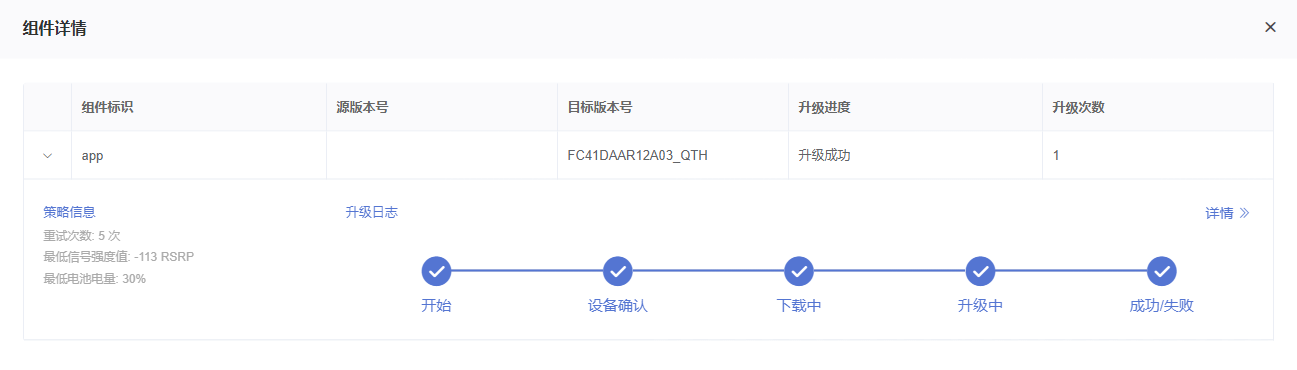 组件详情
组件标识 源版本号 目标版本号 升级进度 升级次数
app FC41DAAR12A03_QTH 升级成功 1
策略信息 升级日志 详情
重试次数: 5 次
最低信号强度值: -113 RSRP
最低电池电量: 30%
开始 设备确认 下载中 升级中 成功/失败